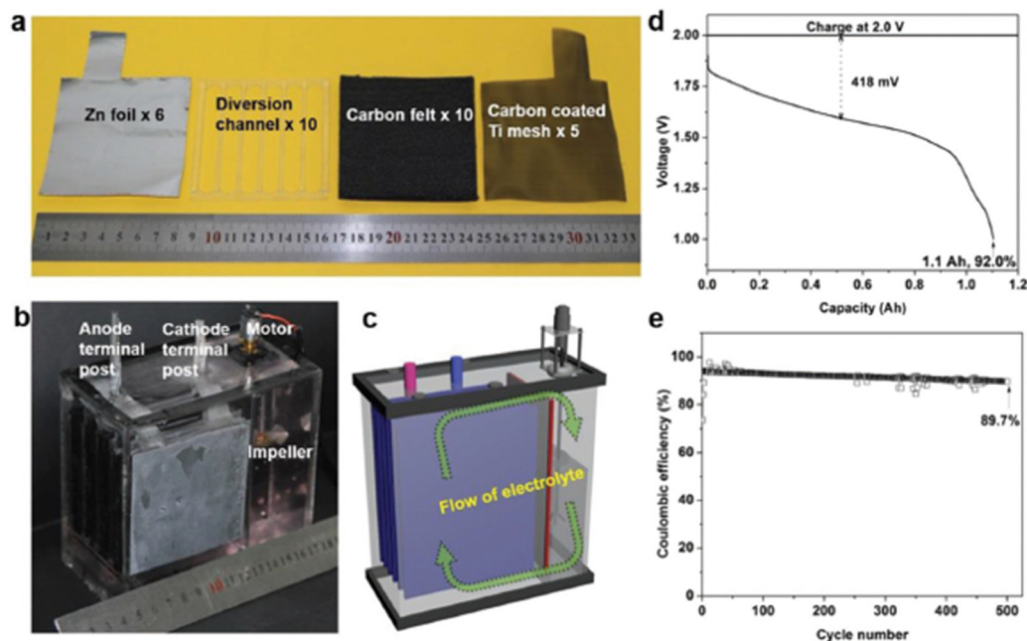 a
Zn foil x 6
Diversion
channel x 10
Carbon felt x 10
Carbon coated
Ti mesh x 5
1 2 3 4 5 6 7 8 9 10 11 12 13 14 15 16 17 18 19 20 21 22 23 24 25 26 27 28 29 30 31 32 33
b
Anode
terminal
post
Cathode
terminal
post
Motor
Impeller
10
c
Flow of electrolyte
d
Charge at 2.0 V
418 mV
1.1 Ah, 92.0%
Voltage (V)
2.00
1.75
1.50
1.25
1.00
0.0 0.2 0.4 0.6 0.8 1.0 1.2
Capacity (Ah)
e
Coulombic efficiency (%)
100
80
60
40
20
0
89.7%
0 100 200 300 400 500
Cycle number